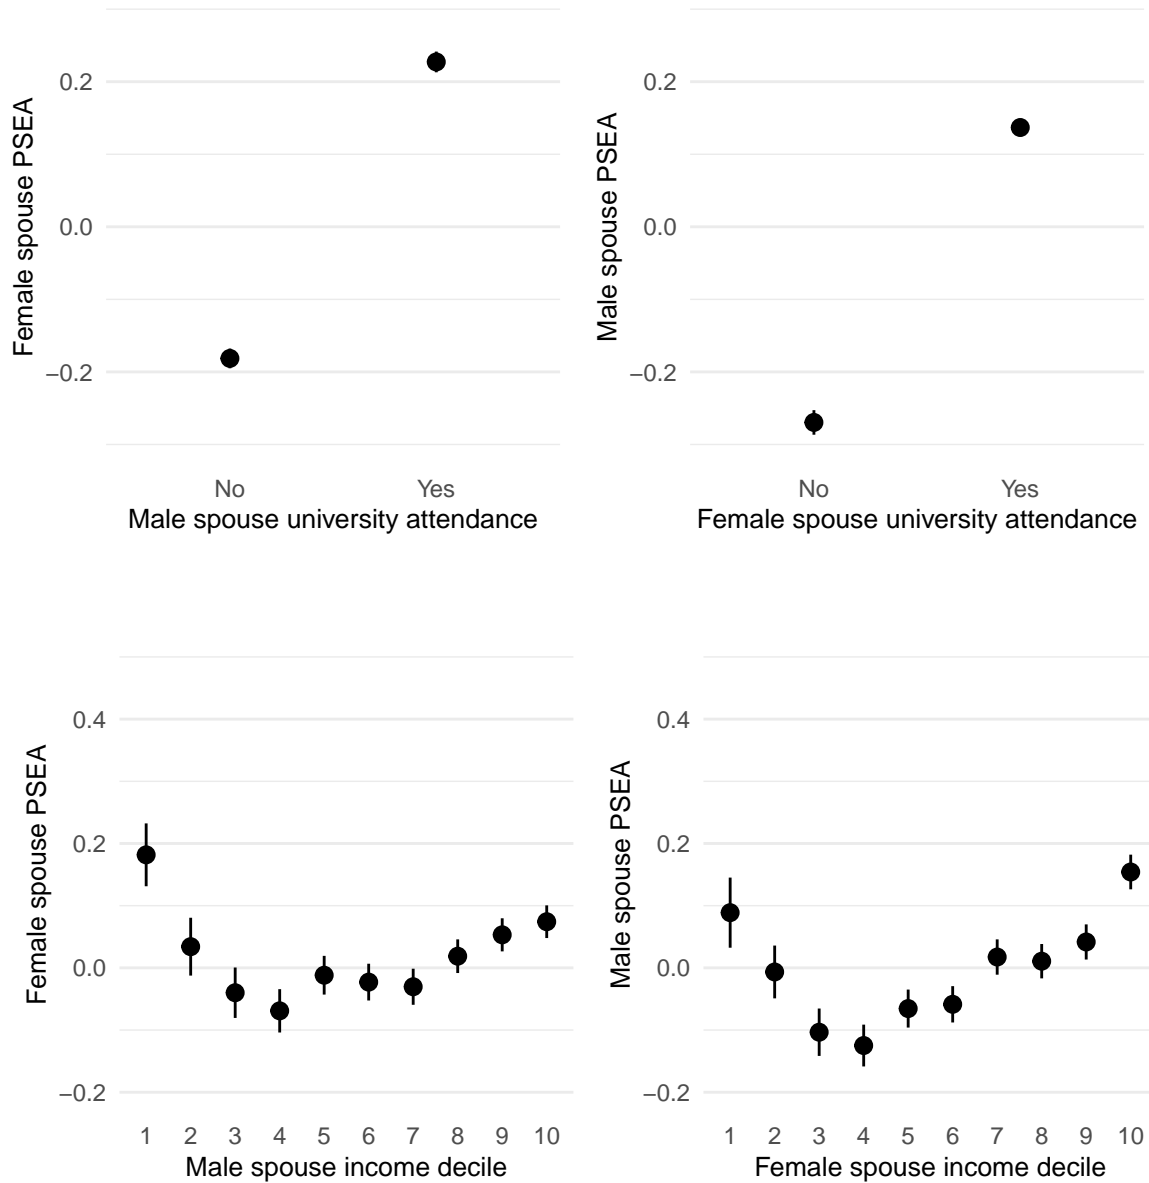 Female spouse PSEA
0.2
0.0
−0.2
No Yes
Male spouse university attendance
Male spouse PSEA
0.2
0.0
−0.2
No Yes
Female spouse university attendance
Female spouse PSEA
0.4
0.2
0.0
−0.2
1 2 3 4 5 6 7 8 9 10
Male spouse income decile
Male spouse PSEA
0.4
0.2
0.0
−0.2
1 2 3 4 5 6 7 8 9 10
Female spouse income decile